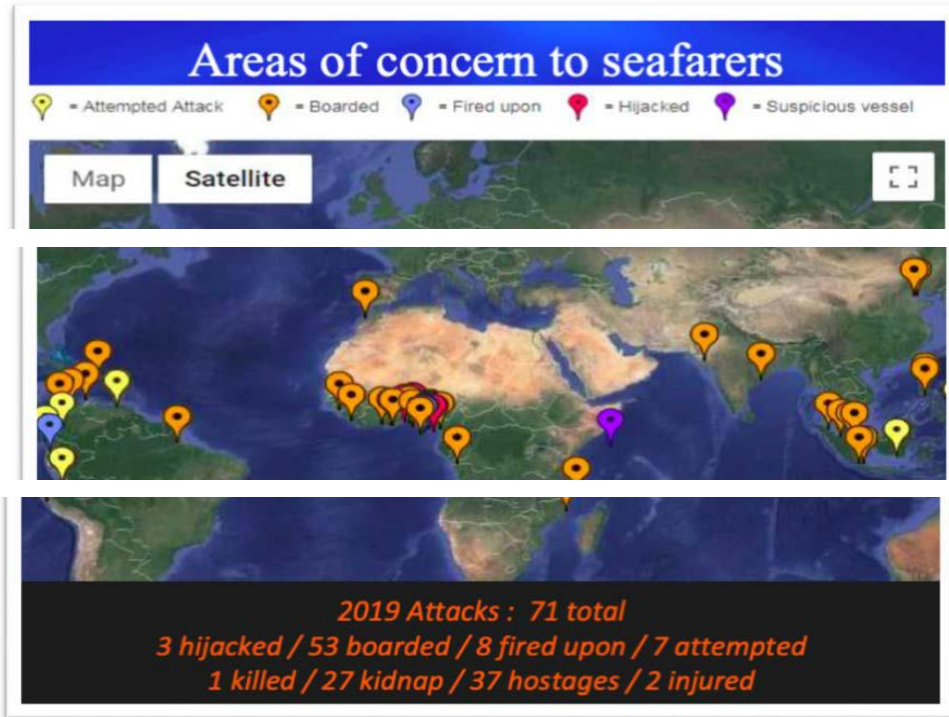 Areas of concern to seafarers
= Attempted Attack = Boarded = Fired upon = Hijacked = Suspicious vessel
Map Satellite
2019 Attacks : 71 total
3 hijacked / 53 boarded / 8 fired upon / 7 attempted
1 killed / 27 kidnap / 37 hostages / 2 injured